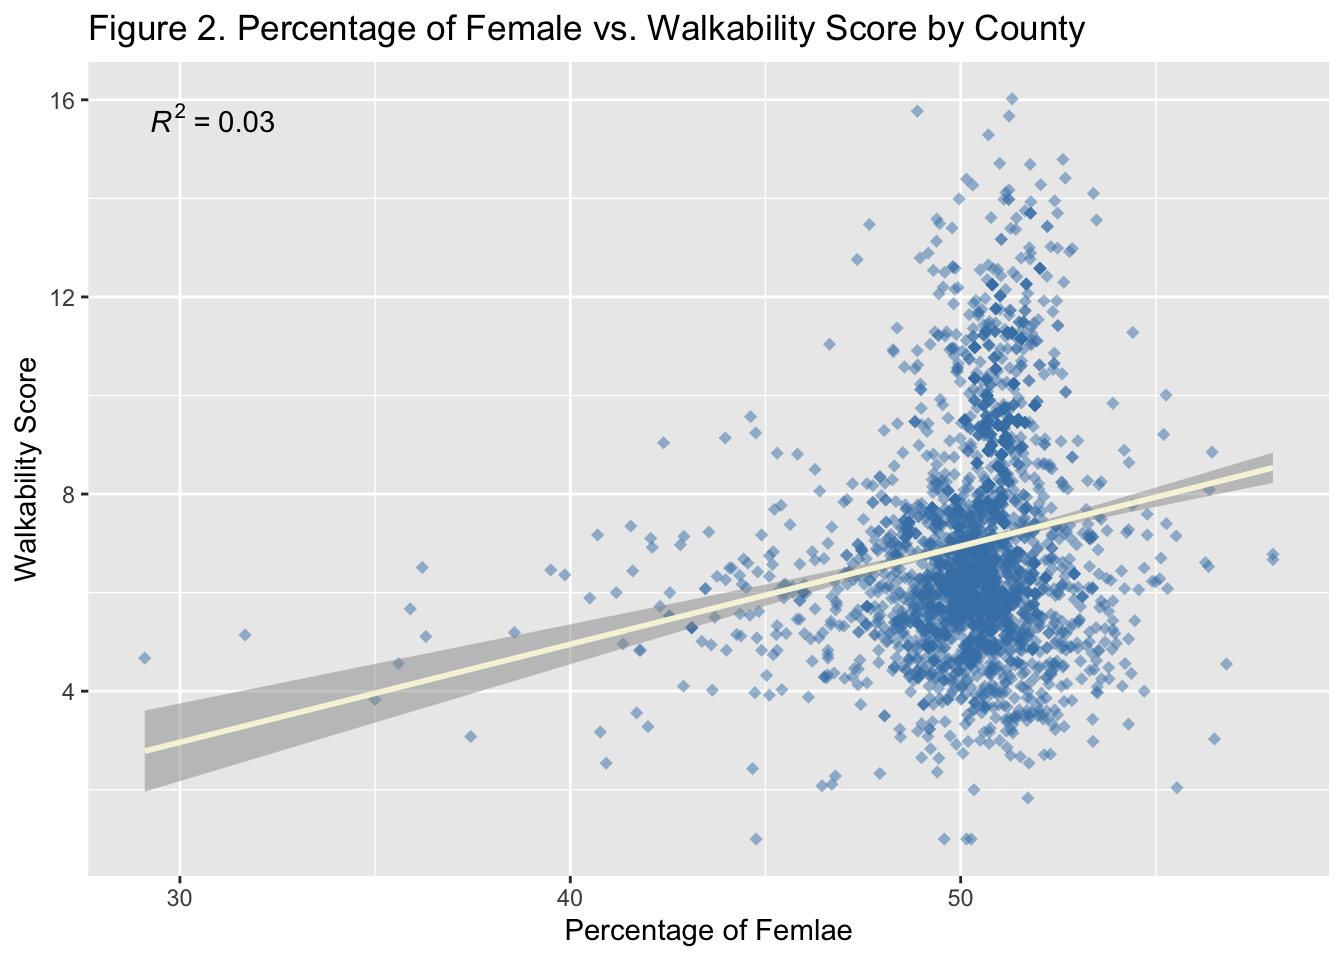 Figure 2. Percentage of Female vs. Walkability Score by County
16
R² = 0.03
12
8
4
Walkability Score
30 40 50
Percentage of Femlae